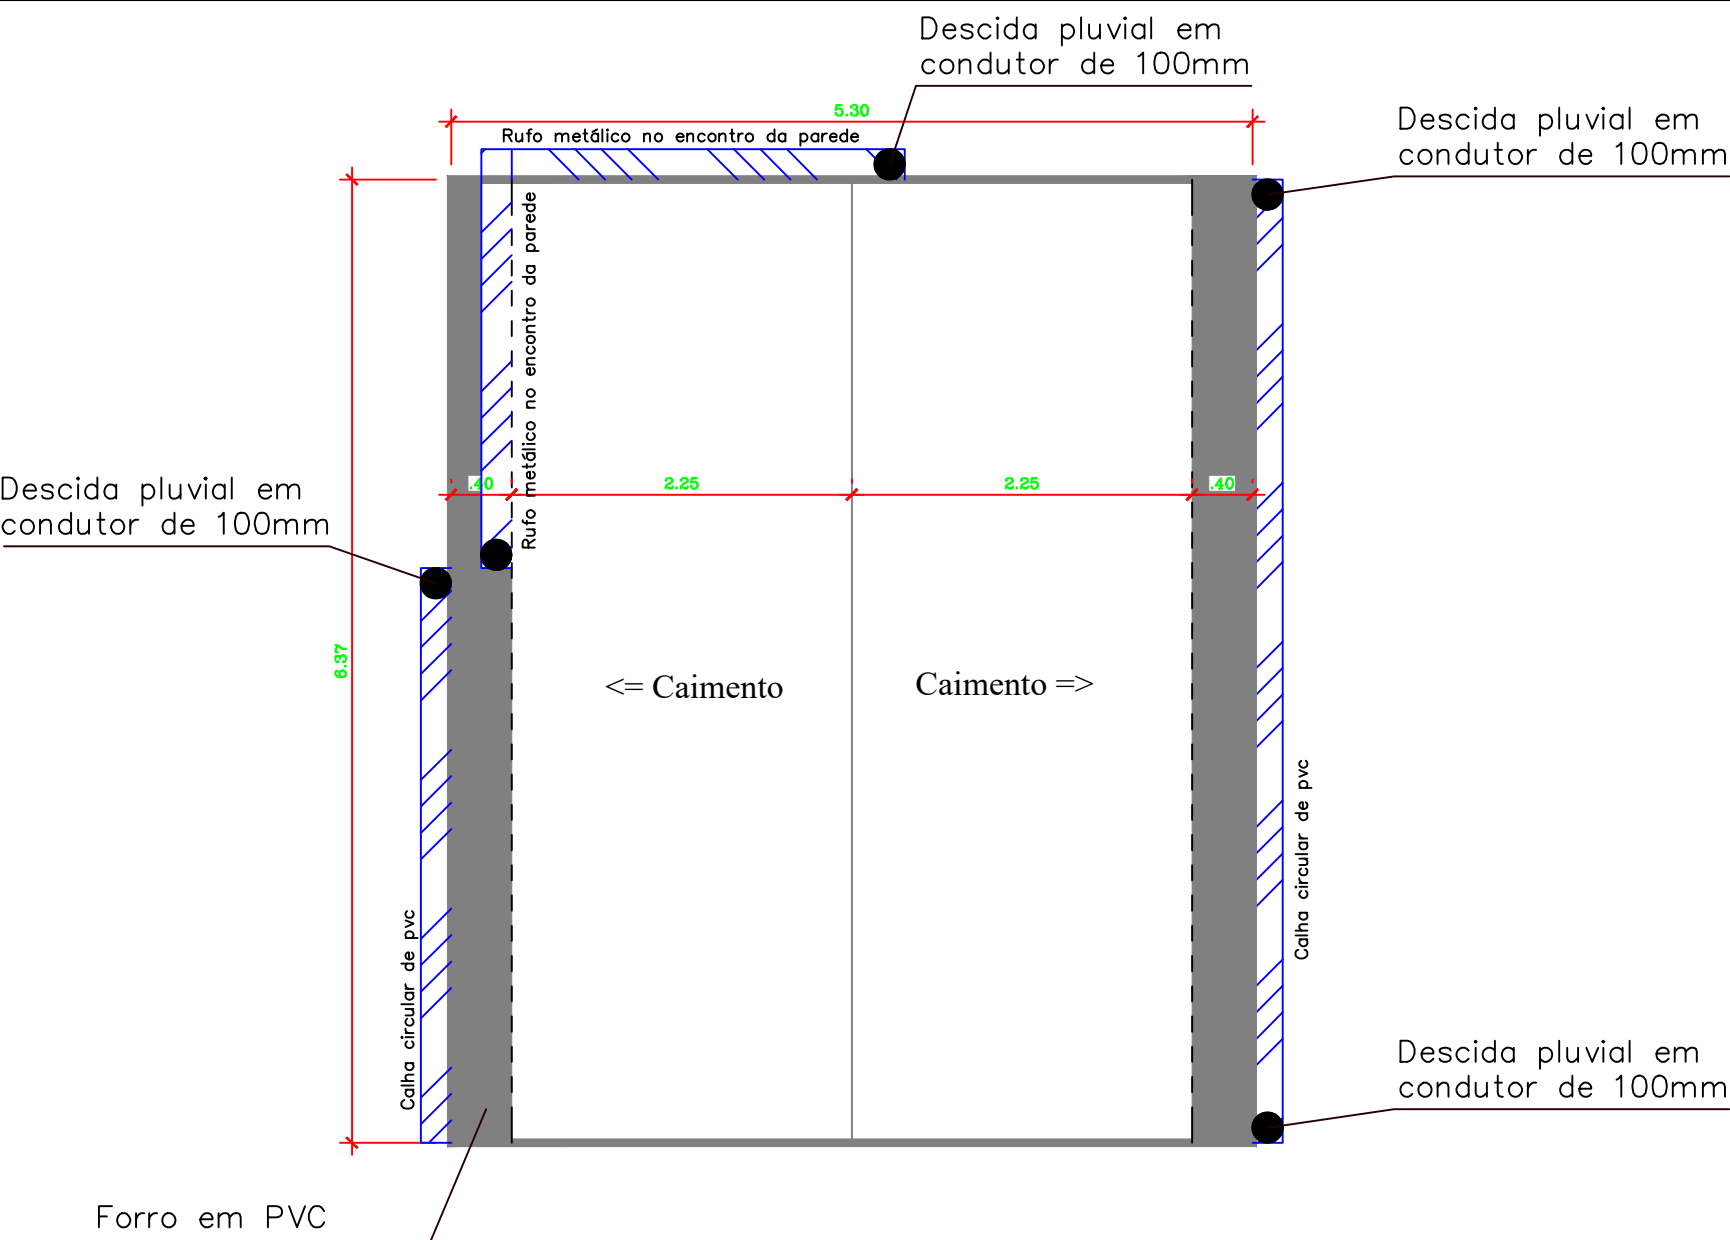 Descida pluvial em
condutor de 100mm
5.30
Descida pluvial em
condutor de 100mm
Rufo metálico no encontro da parede
Rufo metálico no encontro da parede
Descida pluvial em
condutor de 100mm
.40
2.25
2.25
.40
6.37
<= Caimento
Caimento =>
Calha circular de pvc
Calha circular de pvc
Descida pluvial em
condutor de 100mm
Forro em PVC